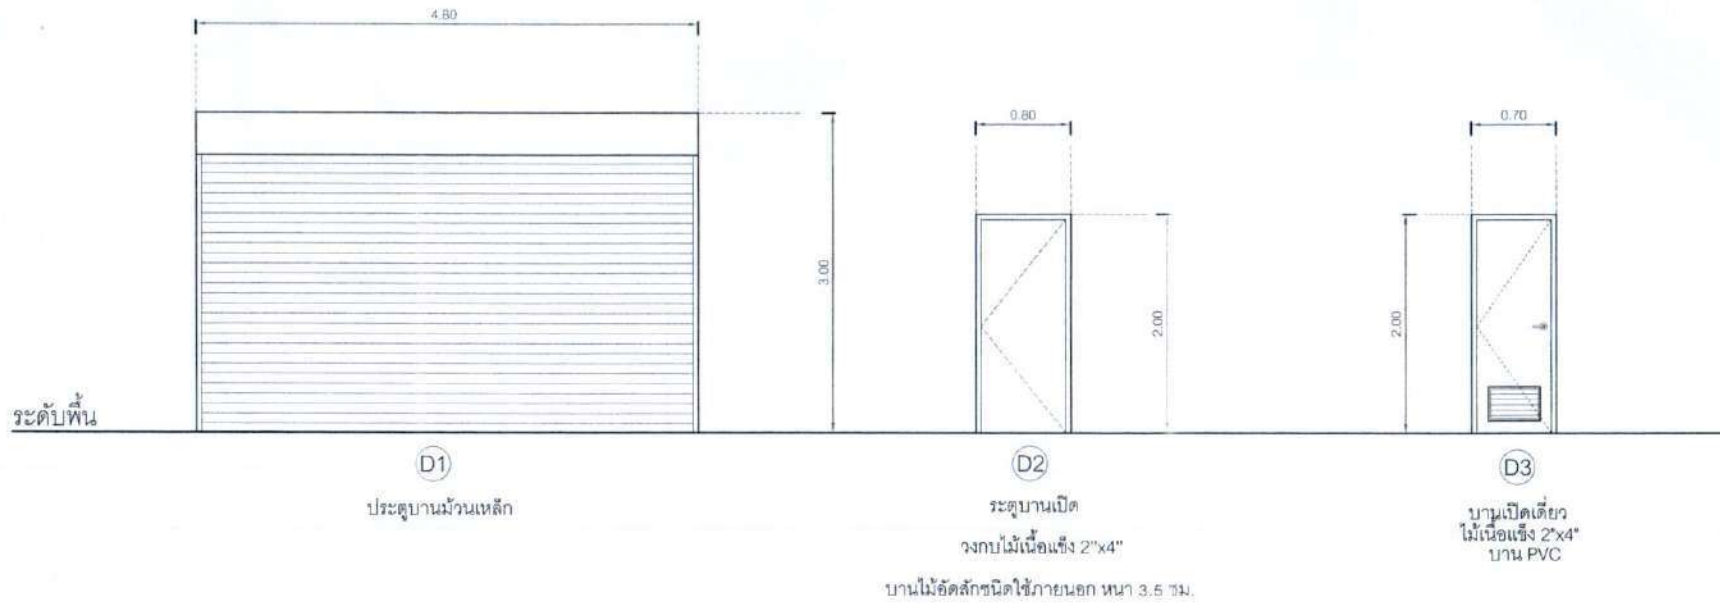 4.80
0.80
0.70
3.00
2.00
2.00
ระดับพื้น
D1
D2
D3
ประตูบานม้วนเหล็ก
ระตูบานเปิด
วงกบไม้เนื้อแข็ง 2"x4"
บานไม้อัดสักชนิดใช้ภายนอก หนา 3.5 ซม.
บานเปิดเดี่ยว
ไม้เนื้อแข็ง 2"x4"
บาน PVC